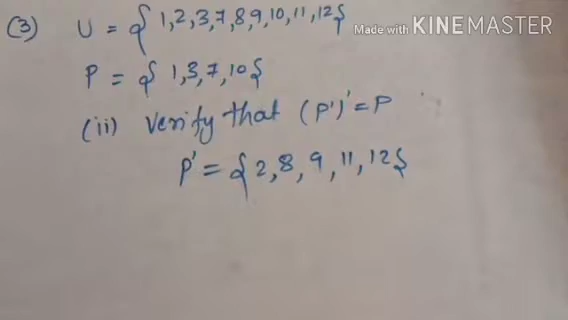 (3) U = { 1,2,3,7,8,9,10,11,12}
Made with KINEMASTER
P = { 1,3,7,10}
(ii) Verify that (P')' = P
P' = {2,8,9,11,12}